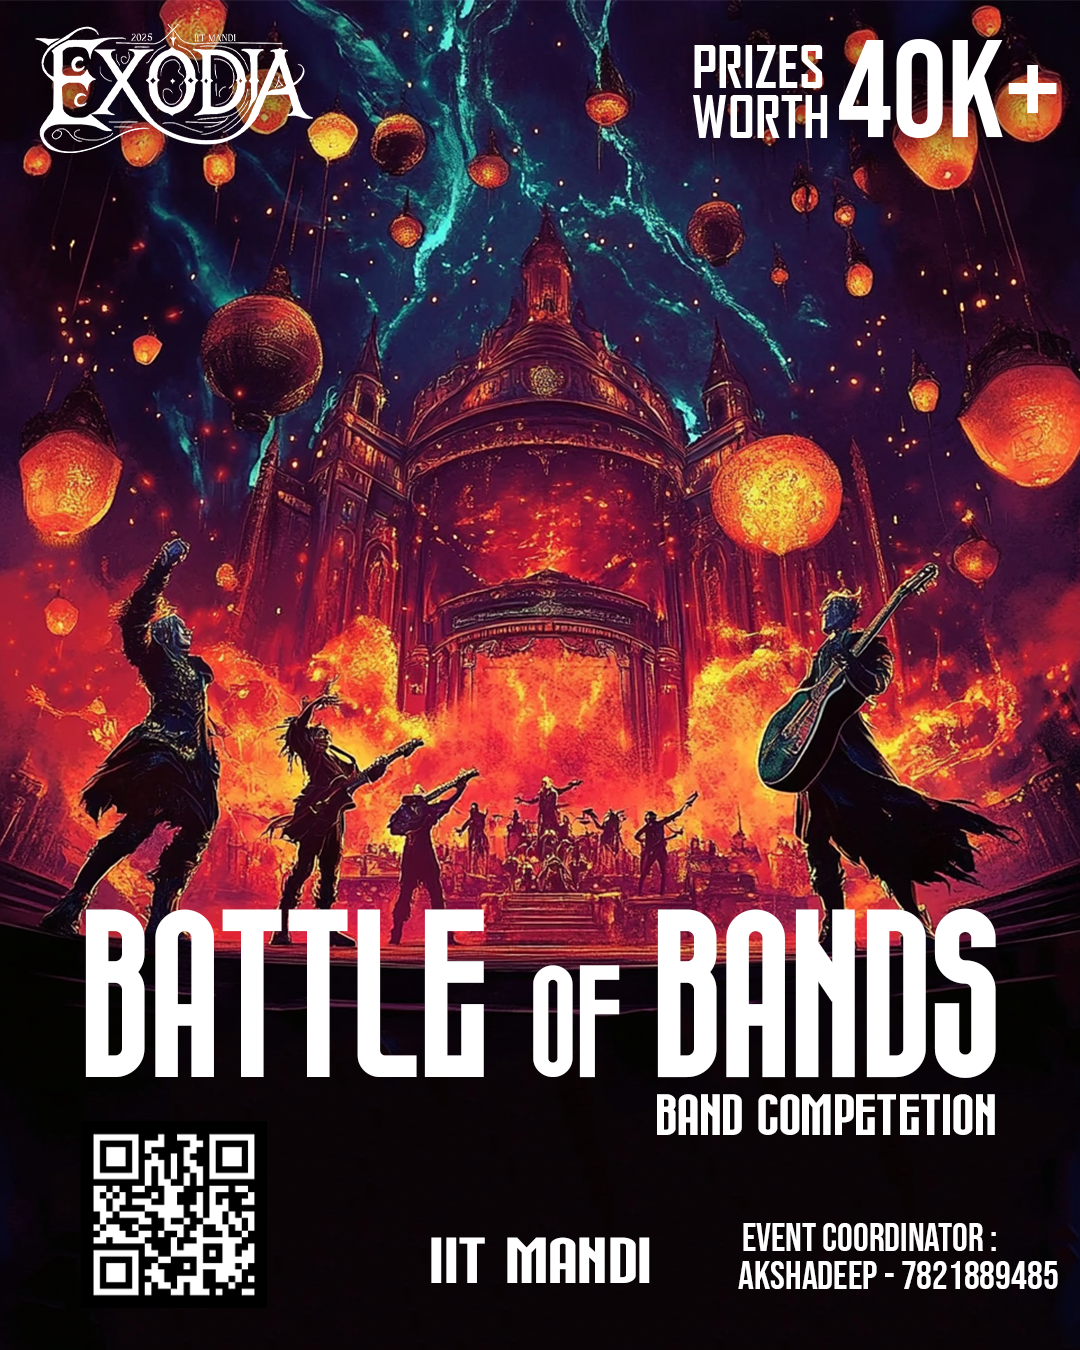 2025 IIT MANDI
EXODIA
PRIZES
WORTH 40K+
BATTLE OF BANDS
BAND COMPETETION
IIT MANDI
EVENT COORDINATOR :
AKSHADEEP - 7821889485